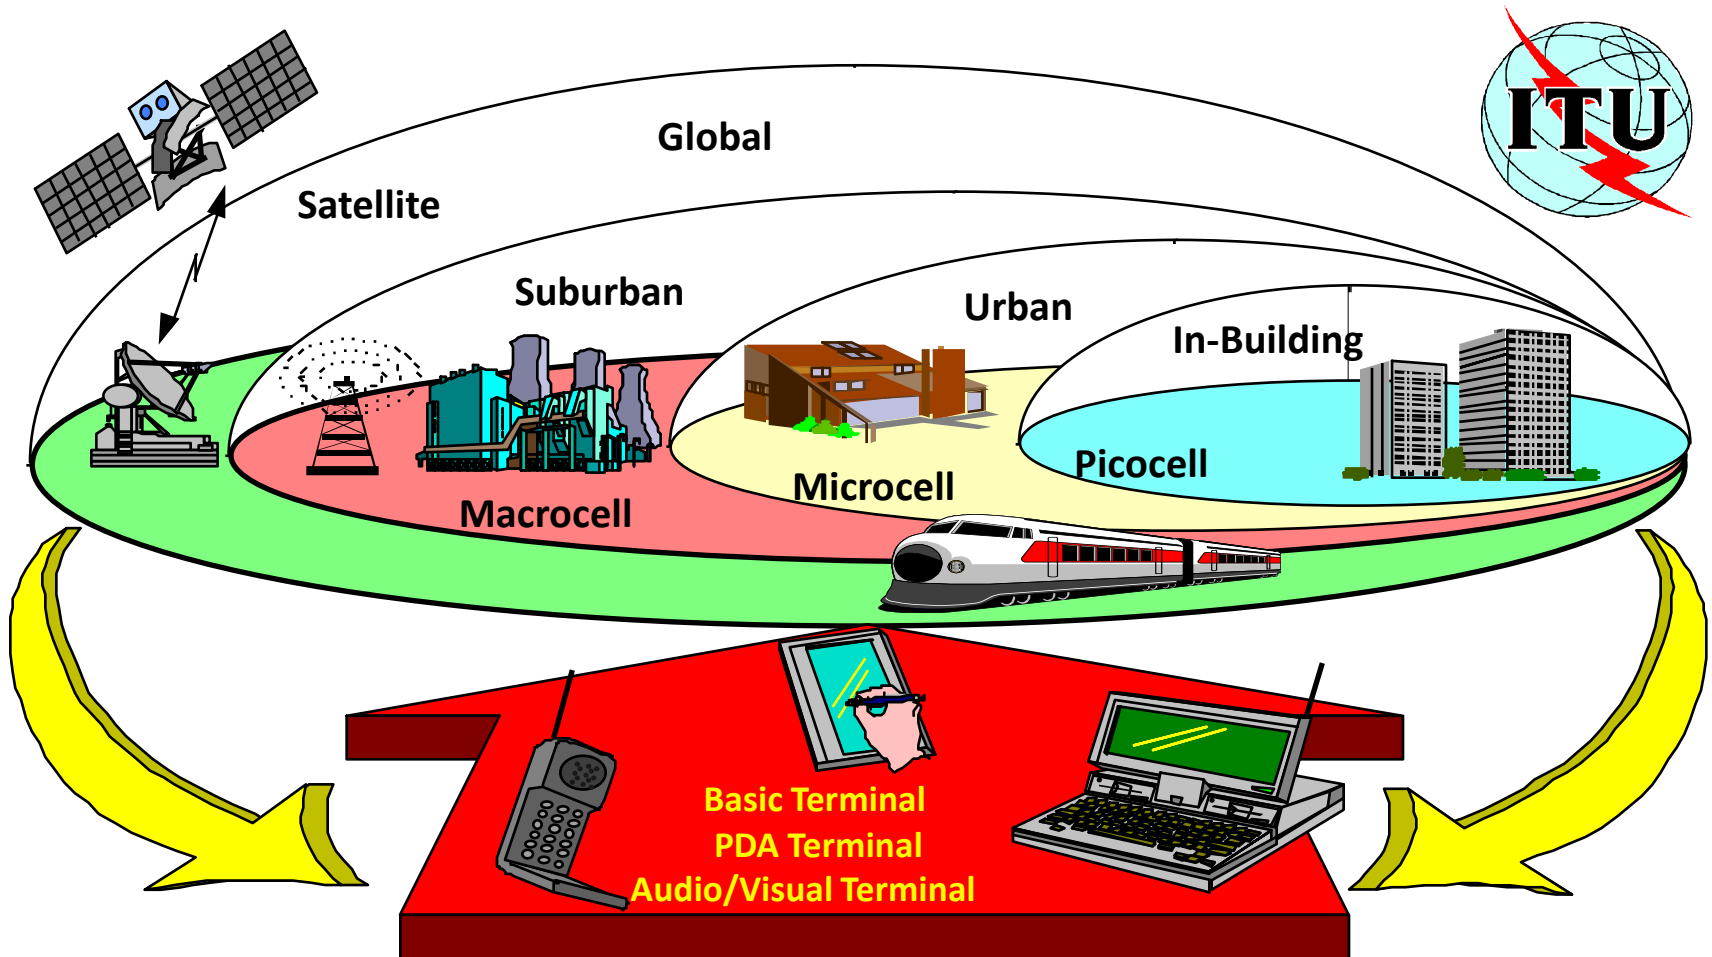 ITU
Global
Satellite
Suburban
Urban
In-Building
Picocell
Microcell
Macrocell
Basic Terminal
PDA Terminal
Audio/Visual Terminal